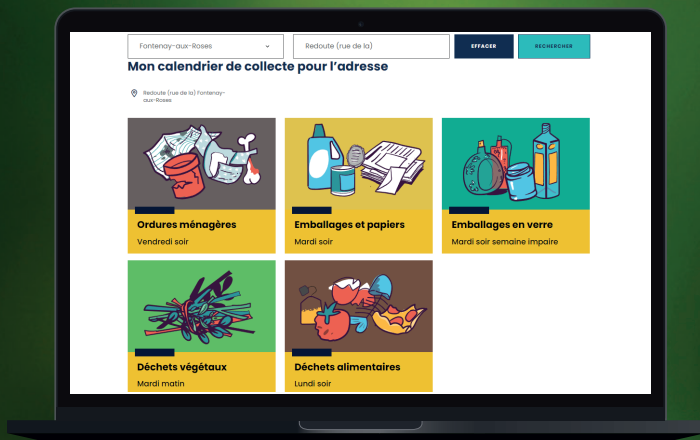 Fontenay-aux-Roses
Redoute (rue de la)
EFFACER
RECHERCHER
Mon calendrier de collecte pour l’adresse
Redoute (rue de la) Fontenay-
aux-Roses
Ordures ménagères
Vendredi soir
Emballages et papiers
Mardi soir
Emballages en verre
Mardi soir semaine impaire
Déchets végétaux
Mardi matin
Déchets alimentaires
Lundi soir